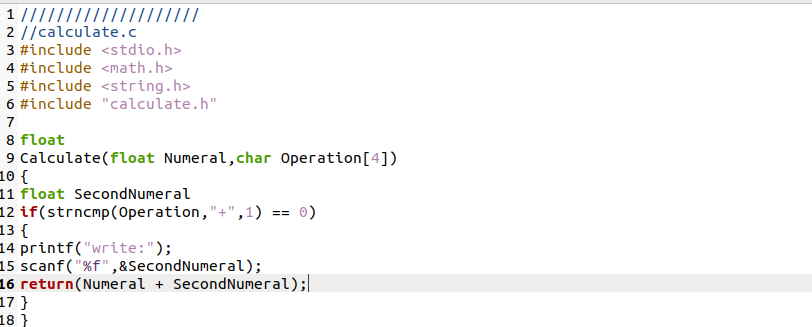 1 ////////////////////
2 //calculate.c
3 #include <stdio.h>
4 #include <math.h>
5 #include <string.h>
6 #include "calculate.h"
7
8 float
9 Calculate(float Numeral,char Operation[4])
10 {
11 float SecondNumeral
12 if(strncmp(Operation,"+",1) == 0)
13 {
14 printf("write:");
15 scanf("%f",&SecondNumeral);
16 return(Numeral + SecondNumeral);
17 }
18 }